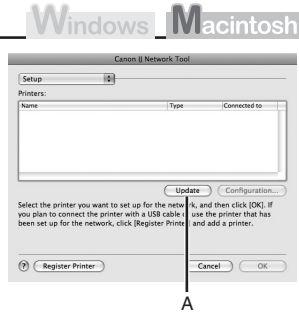 Windows Macintosh
Canon IJ Network Tool
Setup
Printers:
Name Type Connected to
Update Configuration...
Select the printer you want to set up for the network, and then click [OK]. If
you plan to connect the printer with a USB cable or use the printer that has
been set up for the network, click [Register Printer] and add a printer.
? Register Printer Cancel OK
A